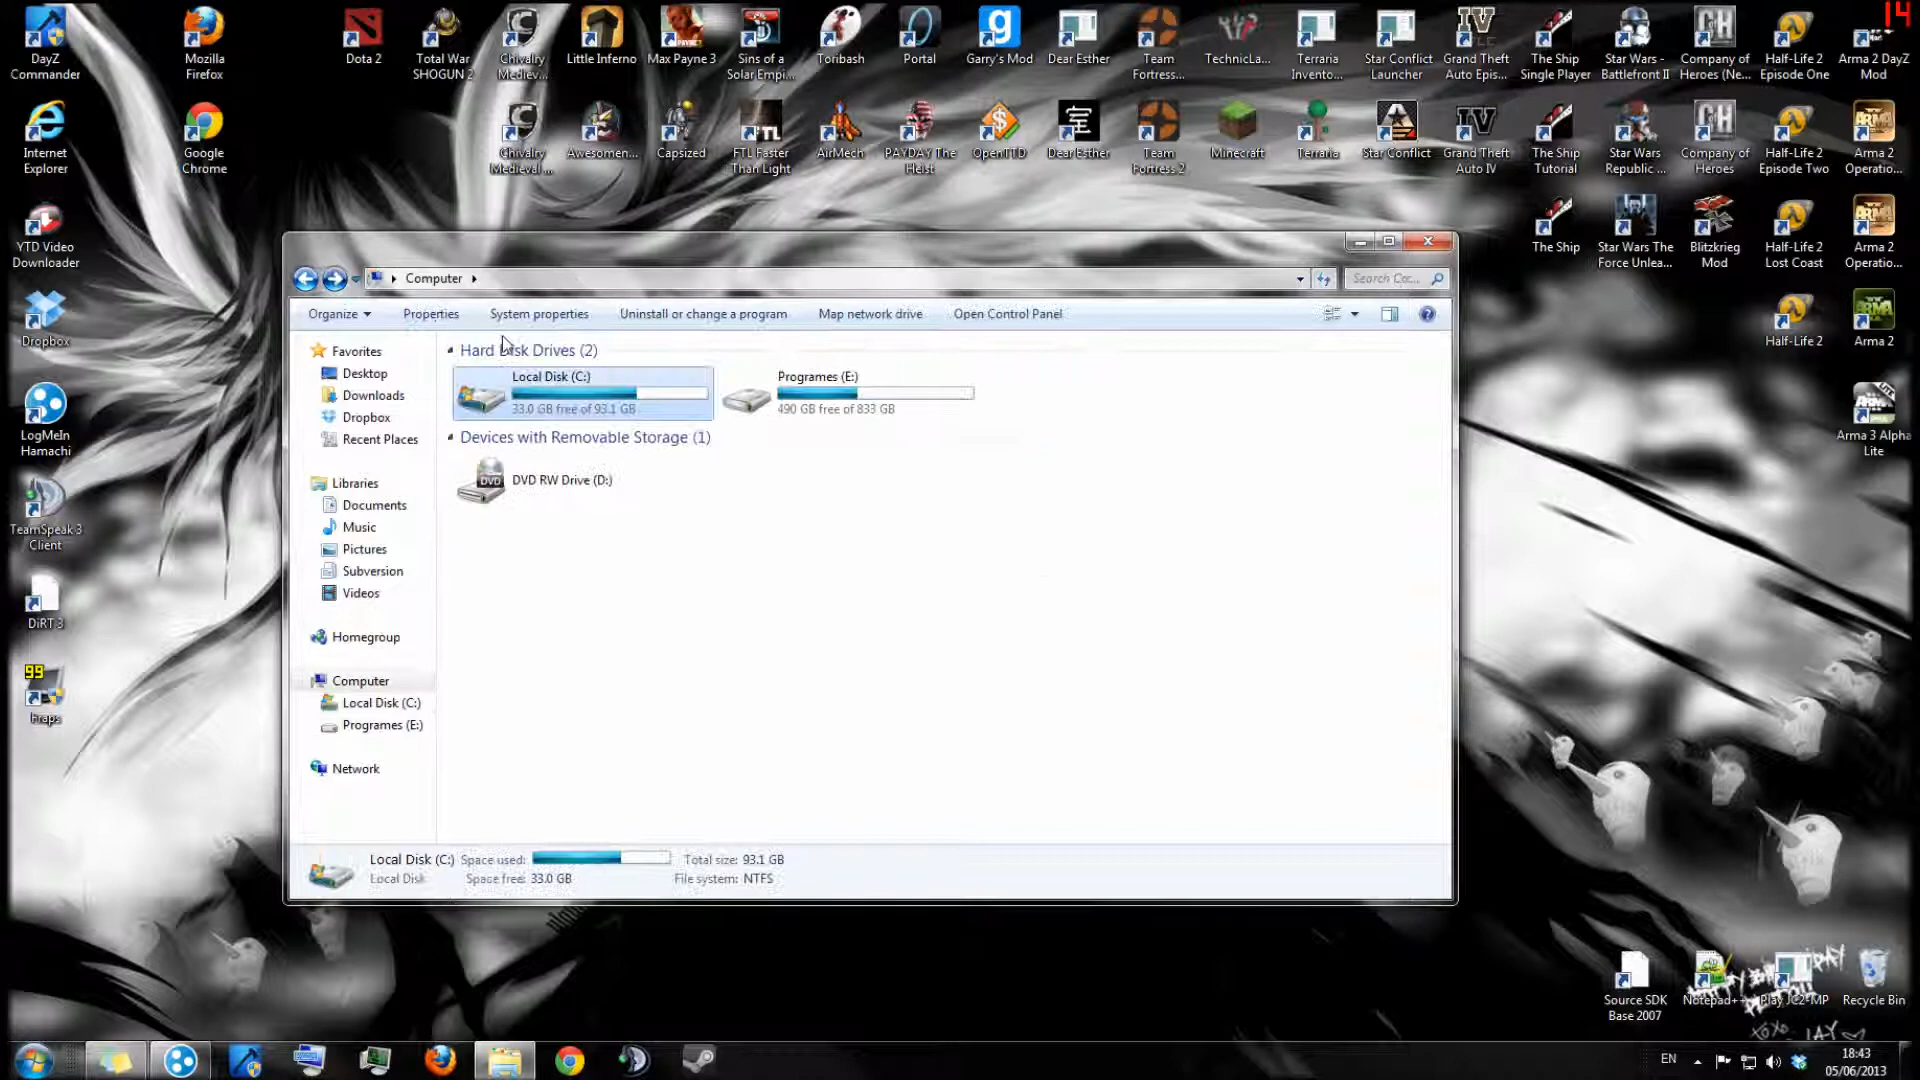 DayZ
Commander
Mozilla
Firefox
Dota 2
Total War
SHOGUN 2
Chivalry
Mediev...
Little Inferno
Max Payne 3
Sins of a
Solar Empi...
Toribash
Portal
Garry's Mod
Dear Esther
Team
Fortress...
TechnicLa...
Terraria
Invento...
Star Conflict
Launcher
Grand Theft
Auto Epis...
The Ship
Single Player
Star Wars -
Battlefront II
Company of
Heroes (Ne...
Half-Life 2
Episode One
Arma 2 DayZ
Mod
14
Internet
Explorer
Google
Chrome
Chivalry
Medieval ...
Awesomen...
Capsized
FTL Faster
Than Light
AirMech
PAYDAY The
Heist
OpenTTD
Dear Esther
Team
Fortress 2
Minecraft
Terraria
Star Conflict
Grand Theft
Auto IV
The Ship
Tutorial
Star Wars
Republic ...
Company of
Heroes
Half-Life 2
Episode Two
Arma 2
Operatio...
YTD Video
Downloader
The Ship
Star Wars The
Force Unlea...
Blitzkrieg
Mod
Half-Life 2
Lost Coast
Arma 2
Operatio...
Dropbox
Half-Life 2
Arma 2
LogMeIn
Hamachi
Arma 3 Alpha
Lite
TeamSpeak 3
Client
DiRT 3
99
Fraps
Computer
Search Co...
Organize
Properties
System properties
Uninstall or change a program
Map network drive
Open Control Panel
Favorites
Desktop
Downloads
Dropbox
Recent Places
Libraries
Documents
Music
Pictures
Subversion
Videos
Homegroup
Computer
Local Disk (C:)
Programes (E:)
Network
Hard Disk Drives (2)
Local Disk (C:)
33.0 GB free of 93.1 GB
Programes (E:)
490 GB free of 833 GB
Devices with Removable Storage (1)
DVD
DVD RW Drive (D:)
Local Disk (C:) Space used: Total size: 93.1 GB
Local Disk Space free: 33.0 GB File system: NTFS
Source SDK
Base 2007
Notepad++
Play JC2-MP
Recycle Bin
EN
18:43
05/06/2013